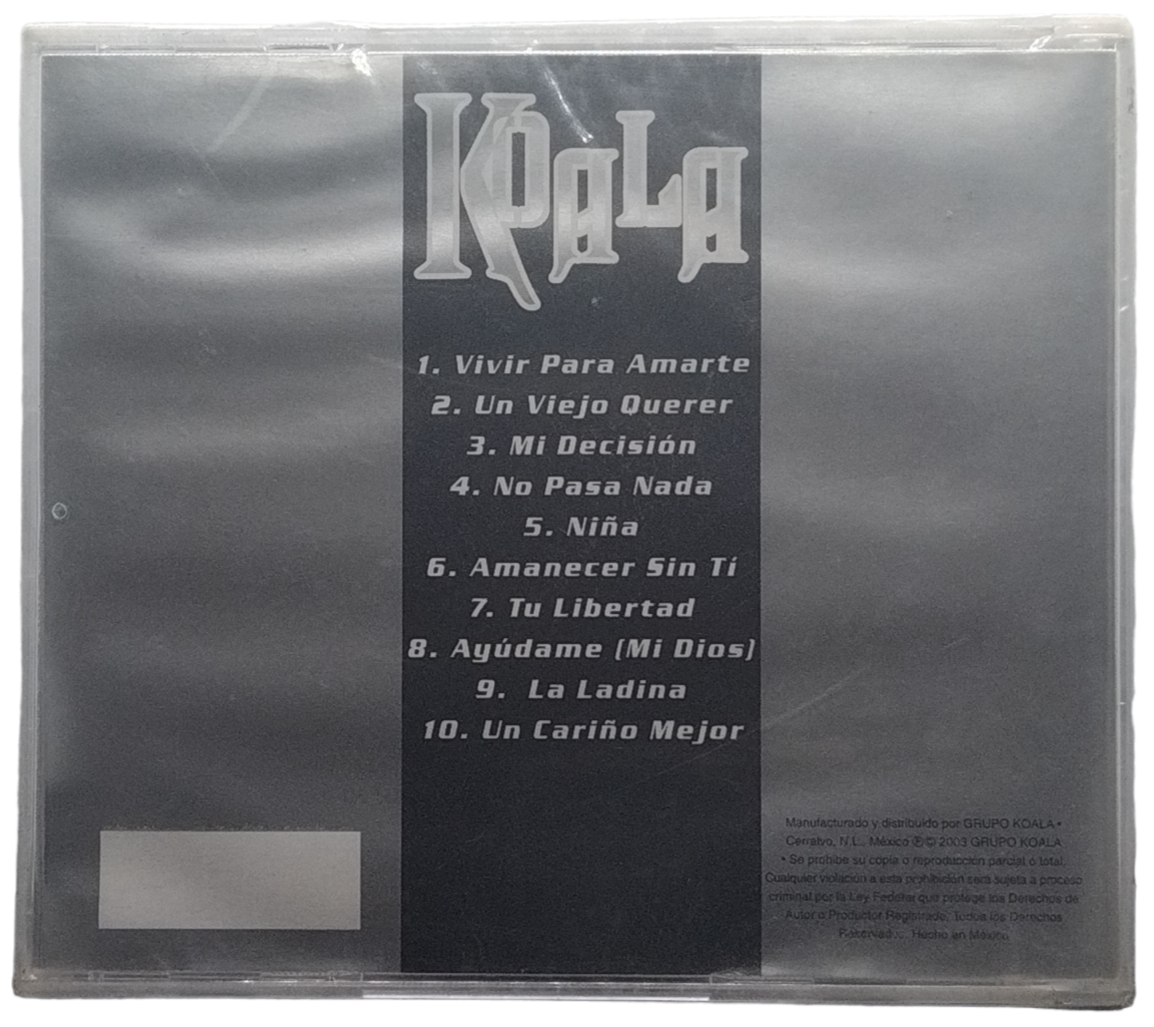 Koala
1. Vivir Para Amarte
2. Un Viejo Querer
3. Mi Decisión
4. No Pasa Nada
5. Niña
6. Amanecer Sin Tí
7. Tu Libertad
8. Ayúdame (Mi Dios)
9. La Ladina
10. Un Cariño Mejor
Manufacturado y distribuido por GRUPO KOALA •
Cerralvo, N.L., México ℗© 2003 GRUPO KOALA
• Se prohibe su copia o reproducción parcial ó total.
Cualquier violación a esta prohibición será sujeta a proceso
criminal por la Ley Federal que protege los Derechos de
Autor o Productor Registrado. Todos los Derechos
Hecho en México